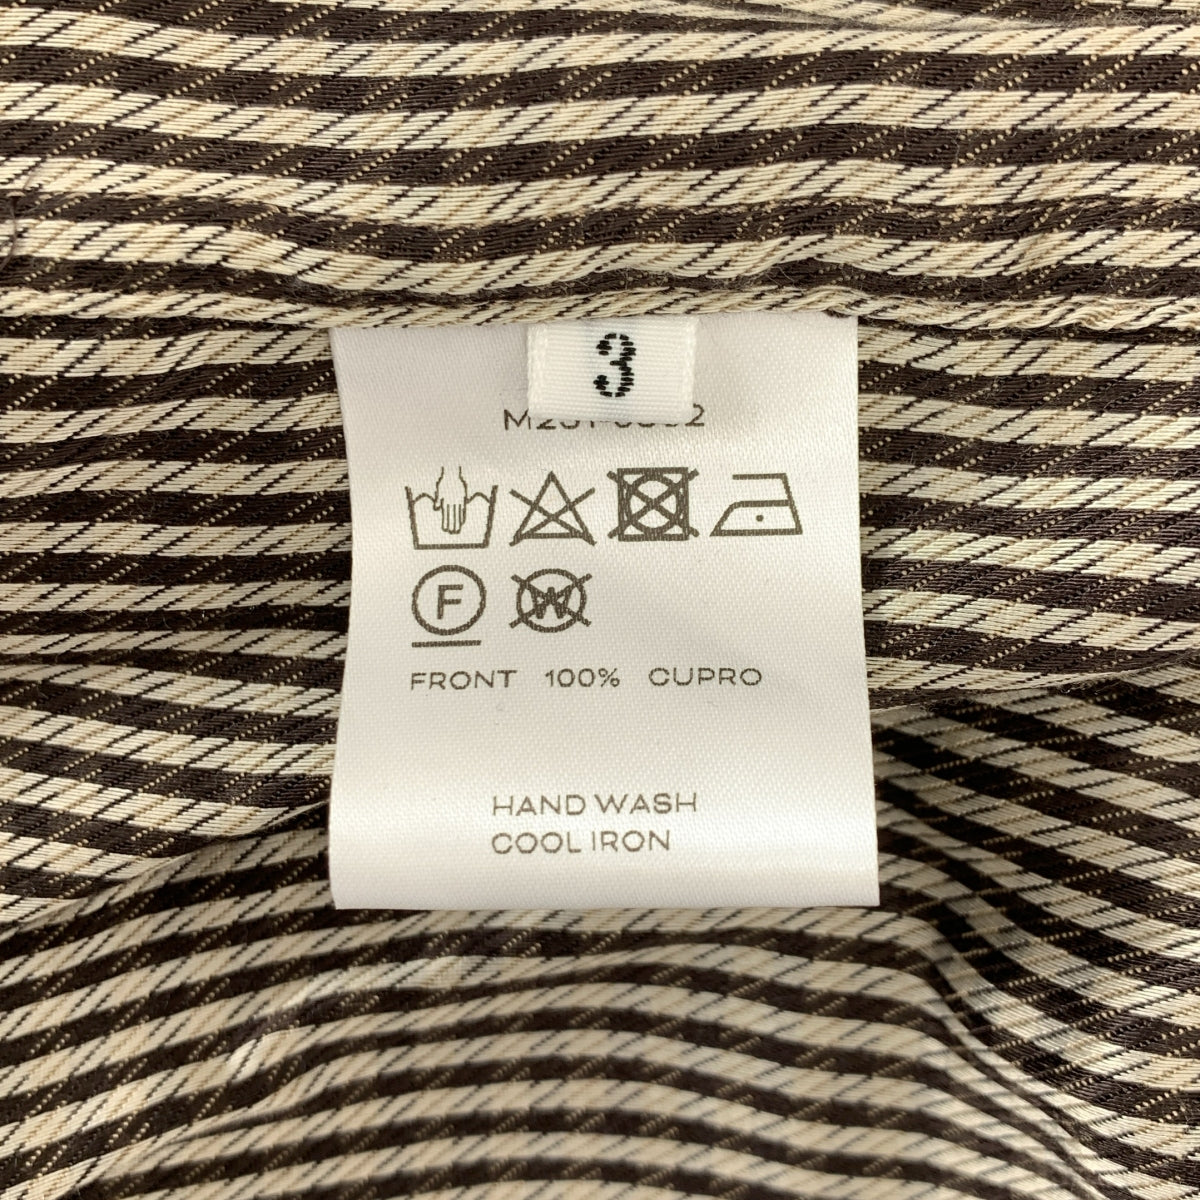 3
F
W
FRONT 100% CUPRO
HAND WASH
COOL IRON